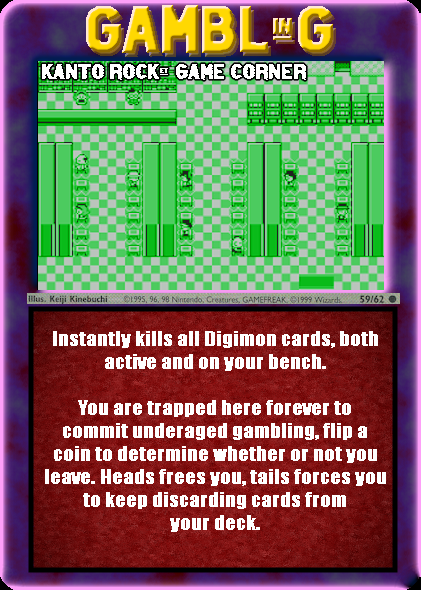 GAMBL IN G
KANTO ROCKET GAME CORNER
Illus. Keiji Kinebuchi ©1995, 96, 98 Nintendo, Creatures, GAMEFREAK. ©1999 Wizards. 59/62 ●
Instantly kills all Digimon cards, both
active and on your bench.
You are trapped here forever to
commit underaged gambling, flip a
coin to determine whether or not you
leave. Heads frees you, tails forces you
to keep discarding cards from
your deck.